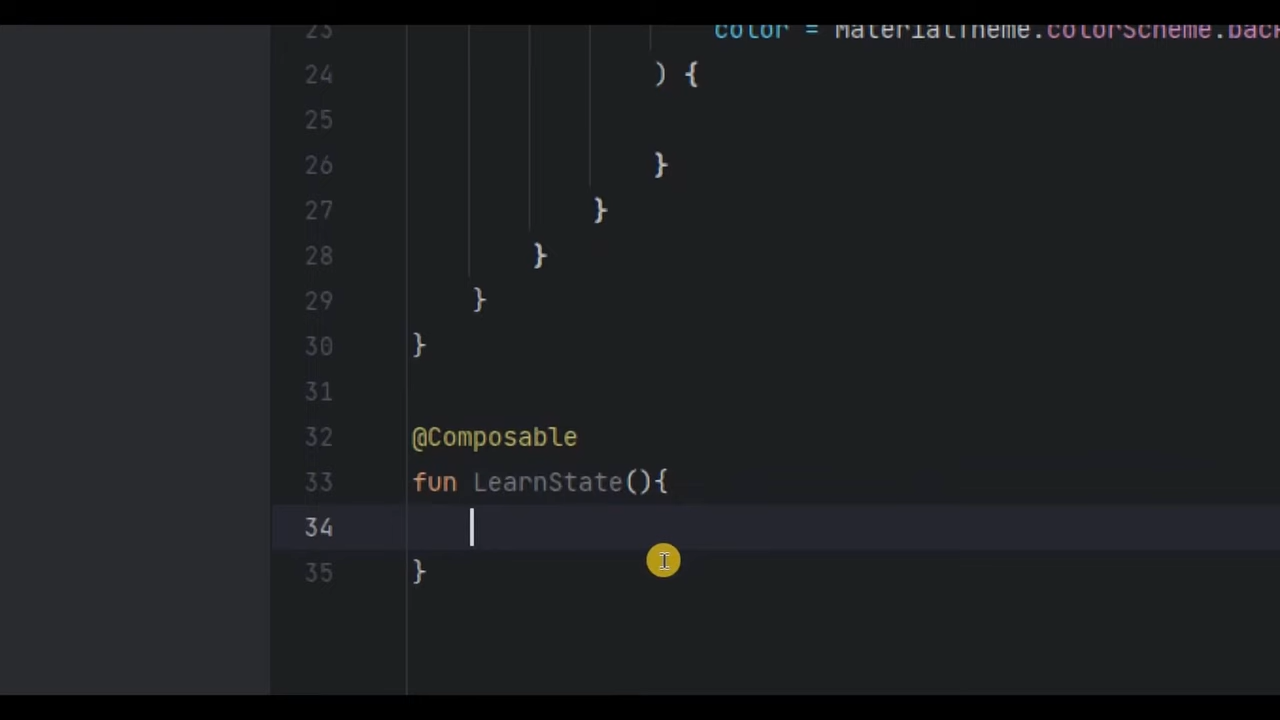 23 color = MaterialTheme.colorScheme.back
24 ) {
25
26 }
27 }
28 }
29 }
30 }
31
32 @Composable
33 fun LearnState(){
34
35 }